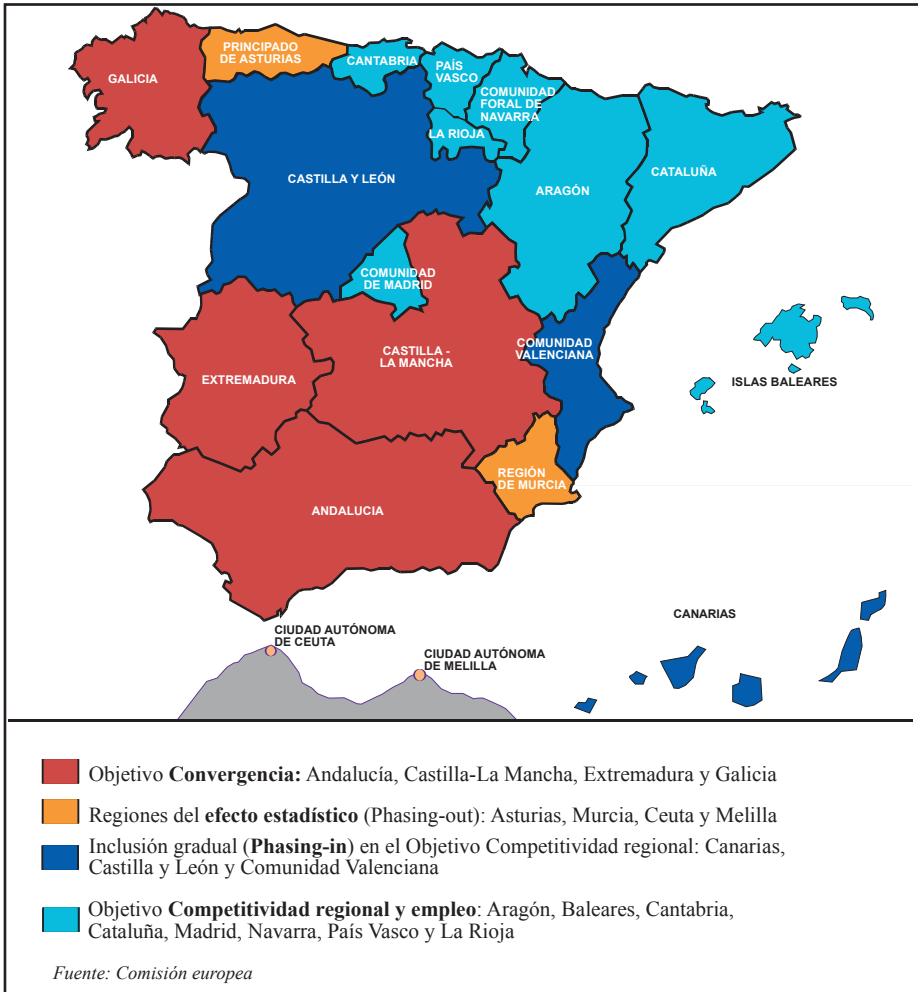 PRINCIPADO
DE ASTURIAS
CANTABRIA
PAÍS
VASCO
GALICIA
COMUNIDAD
FORAL DE
NAVARRA
LA RIOJA
CASTILLA Y LEÓN
ARAGÓN
CATALUÑA
COMUNIDAD
DE MADRID
COMUNIDAD
VALENCIANA
CASTILLA -
LA MANCHA
EXTREMADURA
ISLAS BALEARES
REGIÓN
DE MURCIA
ANDALUCIA
CANARIAS
CIUDAD AUTÓNOMA
DE CEUTA
CIUDAD AUTÓNOMA
DE MELILLA
Objetivo Convergencia: Andalucía, Castilla-La Mancha, Extremadura y Galicia
Regiones del efecto estadístico (Phasing-out): Asturias, Murcia, Ceuta y Melilla
Inclusión gradual (Phasing-in) en el Objetivo Competitividad regional: Canarias,
Castilla y León y Comunidad Valenciana
Objetivo Competitividad regional y empleo: Aragón, Baleares, Cantabria,
Cataluña, Madrid, Navarra, País Vasco y La Rioja
Fuente: Comisión europea